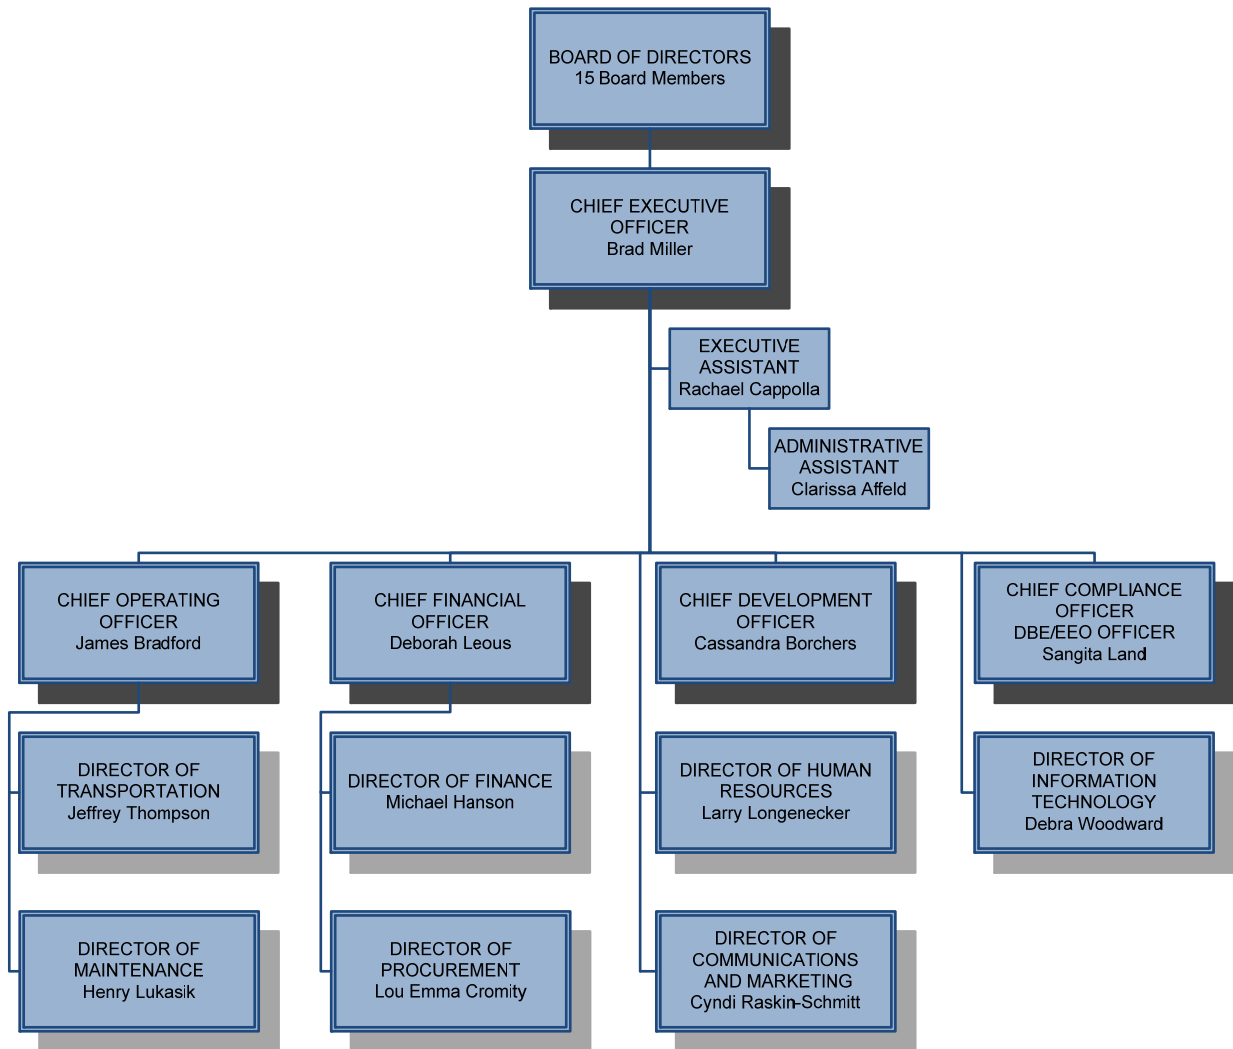 BOARD OF DIRECTORS
15 Board Members
CHIEF EXECUTIVE
OFFICER
Brad Miller
EXECUTIVE
ASSISTANT
Rachael Cappolla
ADMINISTRATIVE
ASSISTANT
Clarissa Affeld
CHIEF OPERATING
OFFICER
James Bradford
CHIEF FINANCIAL
OFFICER
Deborah Leous
CHIEF DEVELOPMENT
OFFICER
Cassandra Borchers
CHIEF COMPLIANCE
OFFICER
DBE/EEO OFFICER
Sangita Land
DIRECTOR OF
TRANSPORTATION
Jeffrey Thompson
DIRECTOR OF FINANCE
Michael Hanson
DIRECTOR OF HUMAN
RESOURCES
Larry Longenecker
DIRECTOR OF
INFORMATION
TECHNOLOGY
Debra Woodward
DIRECTOR OF
MAINTENANCE
Henry Lukasik
DIRECTOR OF
PROCUREMENT
Lou Emma Cromity
DIRECTOR OF
COMMUNICATIONS
AND MARKETING
Cyndi Raskin-Schmitt